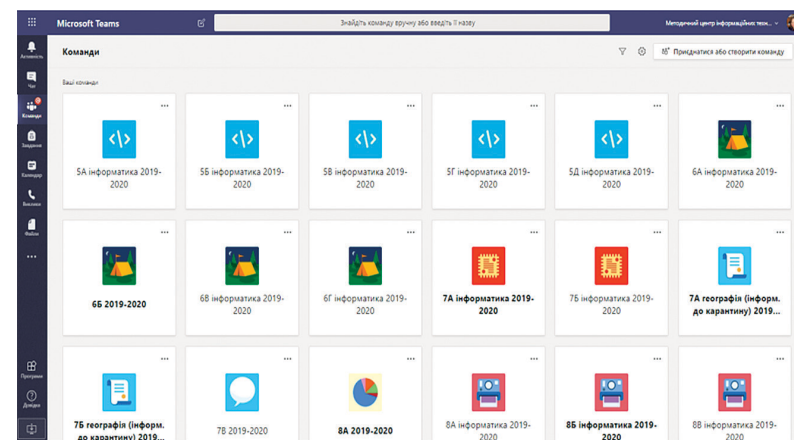 Microsoft Teams
Знайдіть команду вручну або введіть її назву
Методичний центр інформаційних техн...
Активність
Чат
Команди
Завдання
Календар
Виклики
Файли
Програми
Довідка
Команди
Приєднатися або створити команду
Ваші команди
5А інформатика 2019-
2020
5Б інформатика 2019-
2020
5В інформатика 2019-
2020
5Г інформатика 2019-
2020
5Д інформатика 2019-
2020
6А інформатика 2019-
2020
6Б 2019-2020
6В інформатика 2019-
2020
6Г інформатика 2019-
2020
7А інформатика 2019-
2020
7Б інформатика 2019-
2020
7А географія (інформ.
до карантину) 2019...
7Б географія (інформ.
до карантину) 2019...
7В 2019-2020
8А 2019-2020
8А інформатика 2019-
2020
8Б інформатика 2019-
2020
8В інформатика 2019-
2020